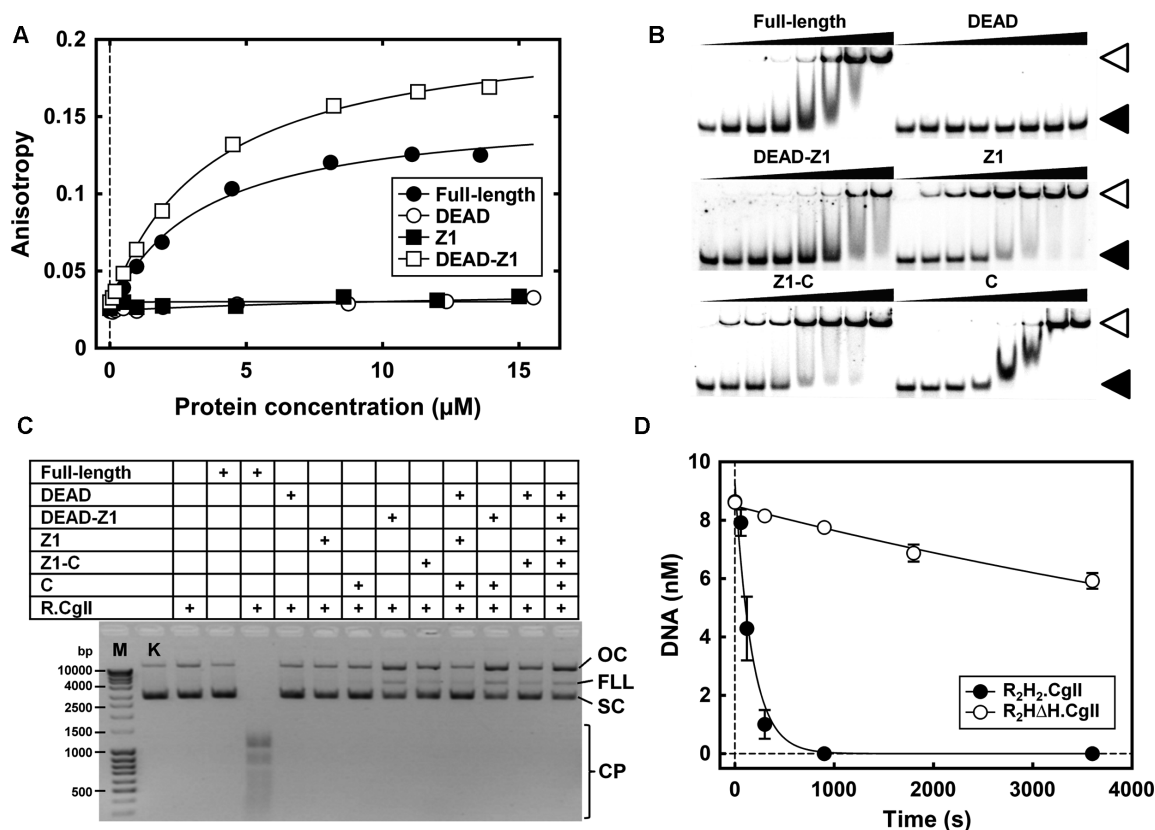 A
0.2
0.15
0.1
0.05
0
Anisotropy
0 5 10 15
Protein concentration (µM)
Full-length
DEAD
Z1
DEAD-Z1
B
Full-length DEAD
DEAD-Z1 Z1
Z1-C C
C
Full-length + +
DEAD + + + +
DEAD-Z1 + + +
Z1 + + +
Z1-C + + +
C + + + +
R.CglI + + + + + + + + + + + +
bp M K
10000
4000
2500
1500
1000
500
OC
FLL
SC
CP
D
10
8
6
4
2
0
DNA (nM)
0 1000 2000 3000 4000
Time (s)
R₂H₂.CglI
R₂HΔH.CglI